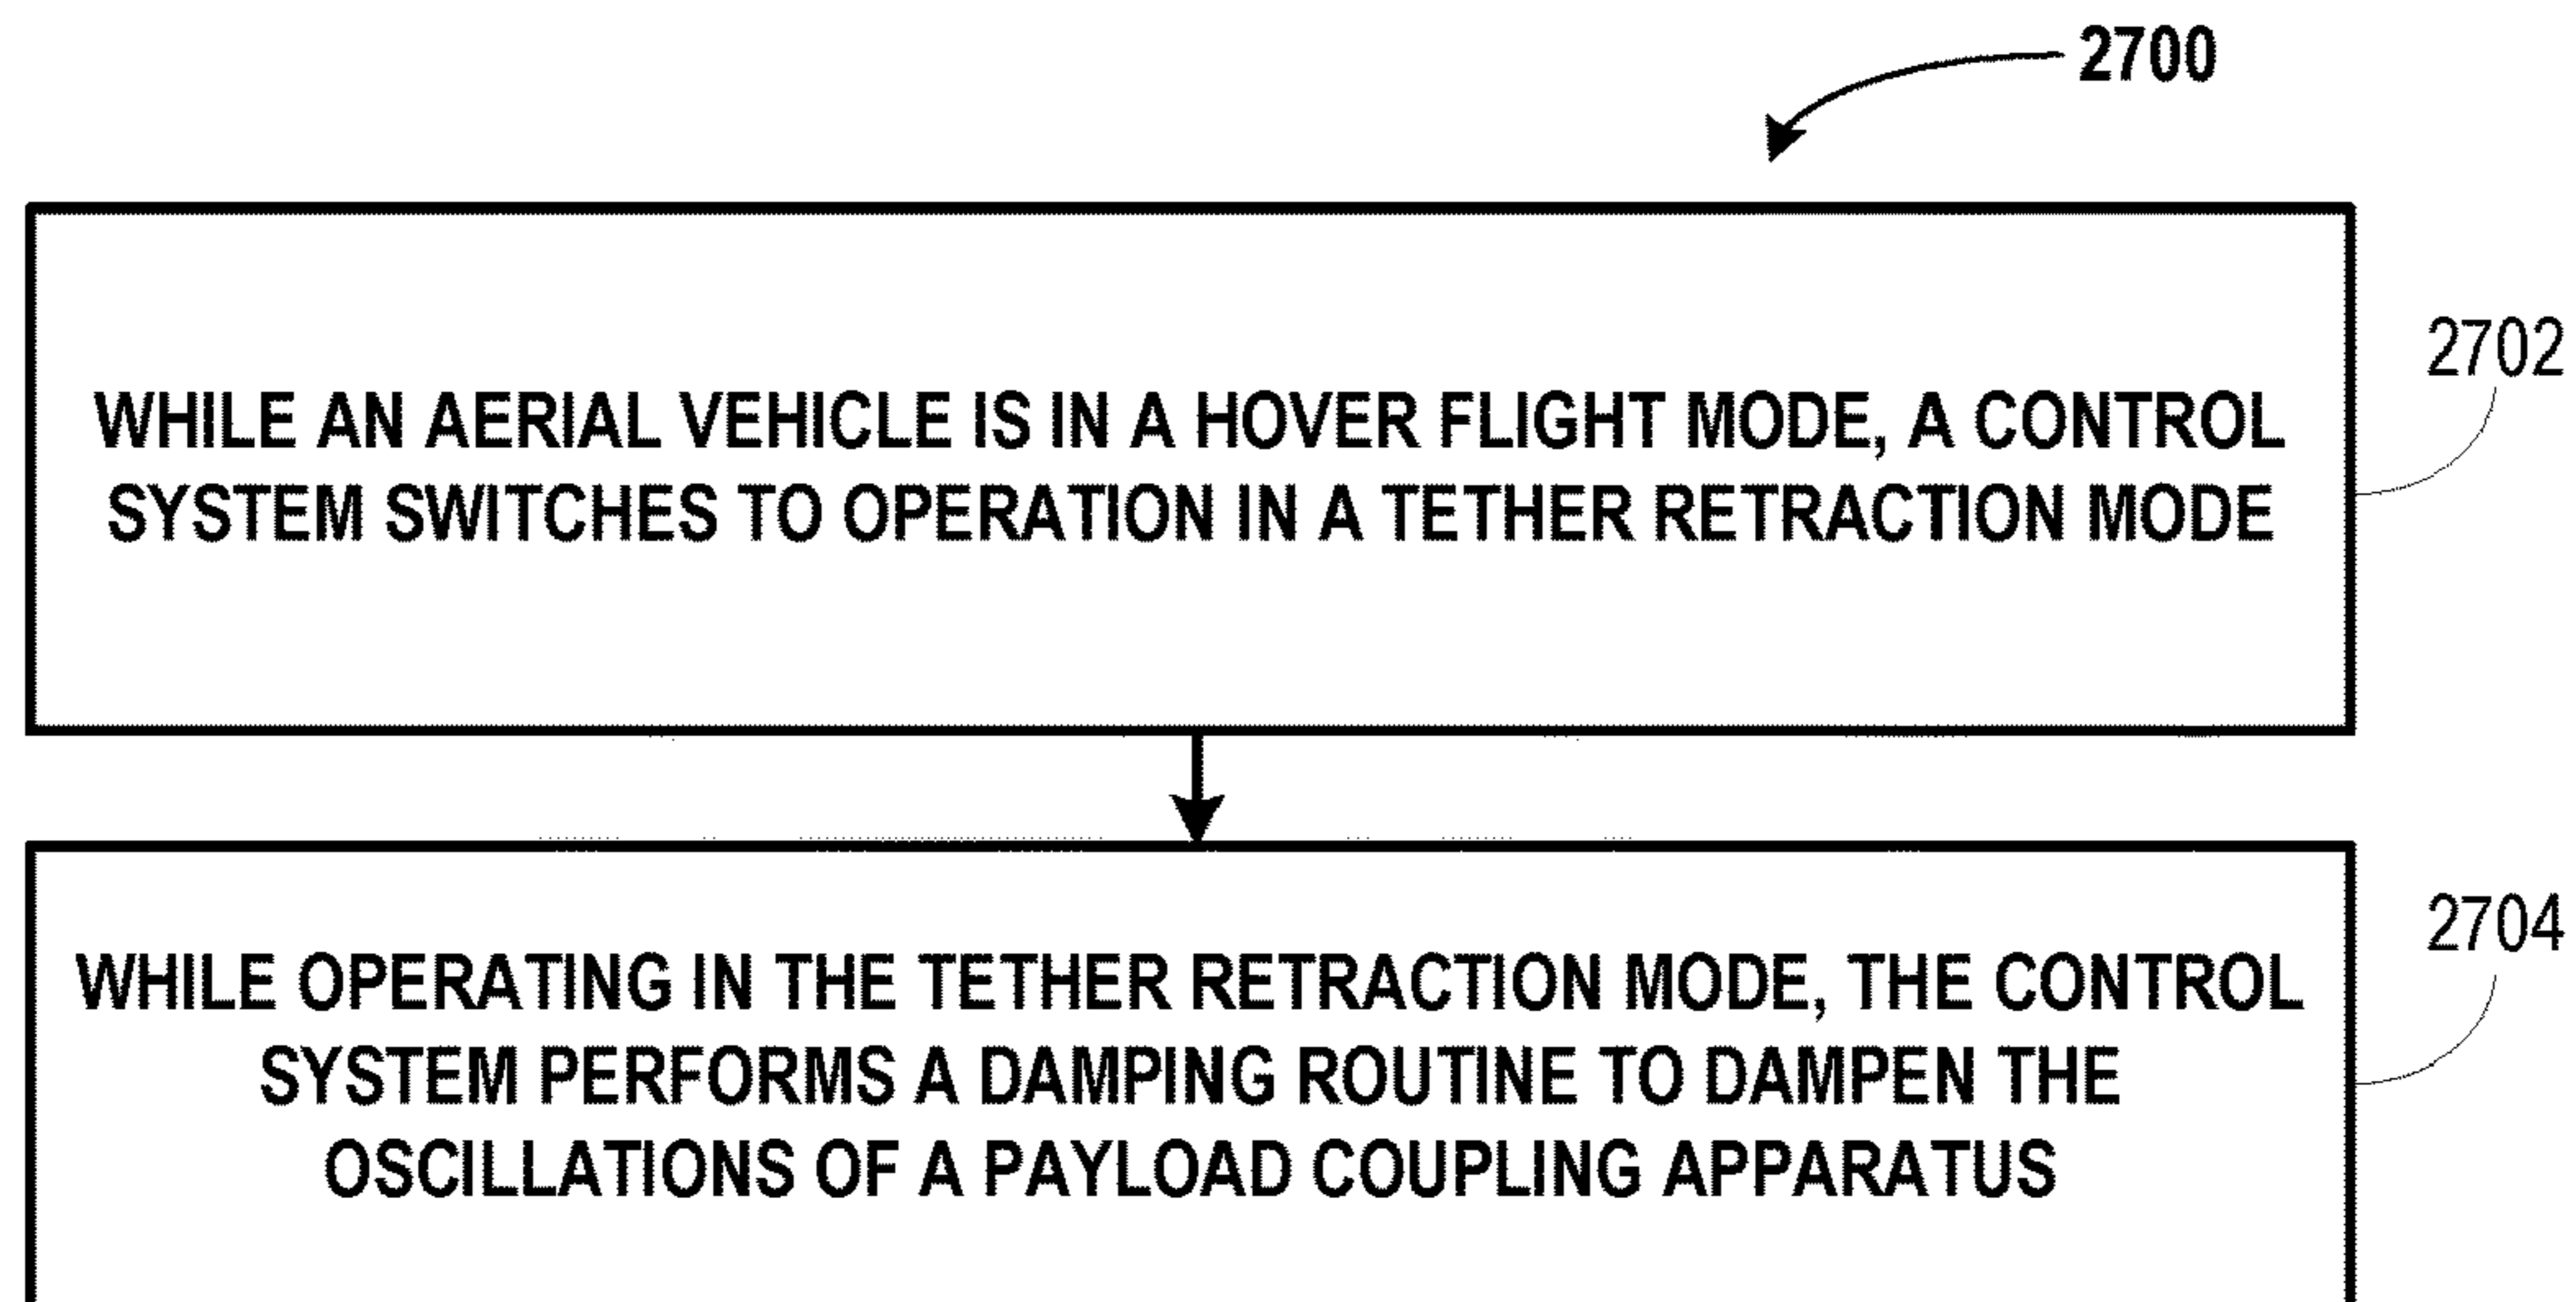 2700
WHILE AN AERIAL VEHICLE IS IN A HOVER FLIGHT MODE, A CONTROL
SYSTEM SWITCHES TO OPERATION IN A TETHER RETRACTION MODE
2702
WHILE OPERATING IN THE TETHER RETRACTION MODE, THE CONTROL
SYSTEM PERFORMS A DAMPING ROUTINE TO DAMPEN THE
OSCILLATIONS OF A PAYLOAD COUPLING APPARATUS
2704